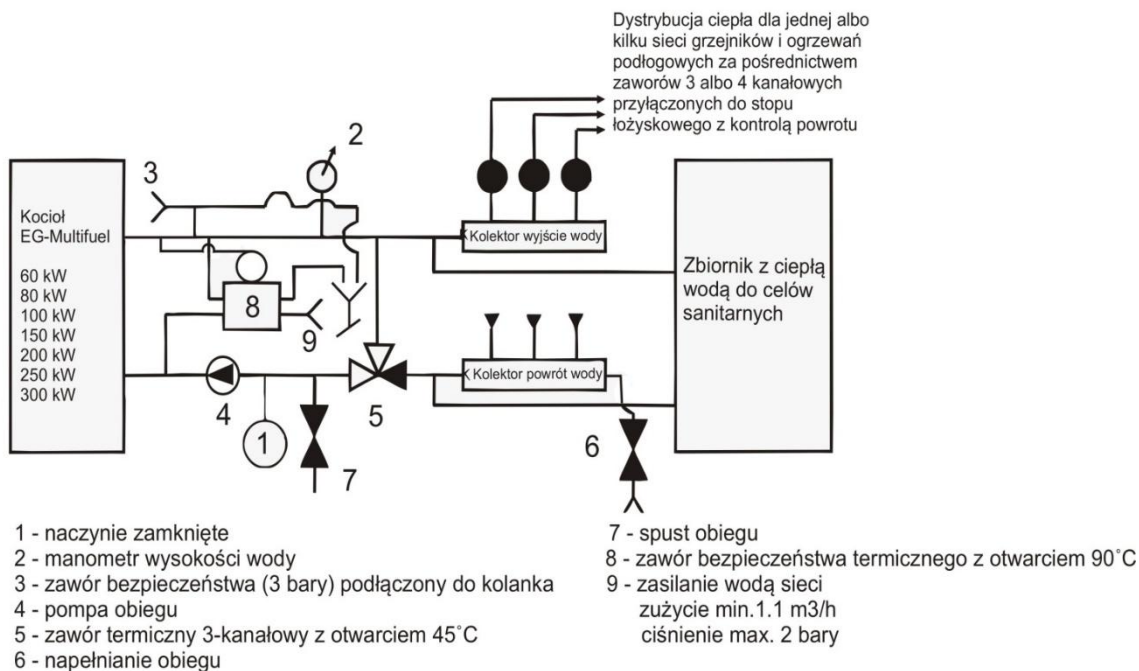 Dystrybucja ciepła dla jednej albo
kilku sieci grzejników i ogrzewań
podłogowych za pośrednictwem
zaworów 3 albo 4 kanałowych
przyłączonych do stopu
łożyskowego z kontrolą powrotu
2
3
Kocioł
EG-Multifuel
60 kW
80 kW
100 kW
150 kW
200 kW
250 kW
300 kW
Kolektor wyjście wody
Zbiornik z ciepłą
wodą do celów
sanitarnych
8
9
Kolektor powrót wody
4
5
1
6
7
1 - naczynie zamknięte
2 - manometr wysokości wody
3 - zawór bezpieczeństwa (3 bary) podłączony do kolanka
4 - pompa obiegu
5 - zawór termiczny 3-kanałowy z otwarciem 45˚C
6 - napełnianie obiegu
7 - spust obiegu
8 - zawór bezpieczeństwa termicznego z otwarciem 90˚C
9 - zasilanie wodą sieci
zużycie min.1.1 m3/h
ciśnienie max. 2 bary